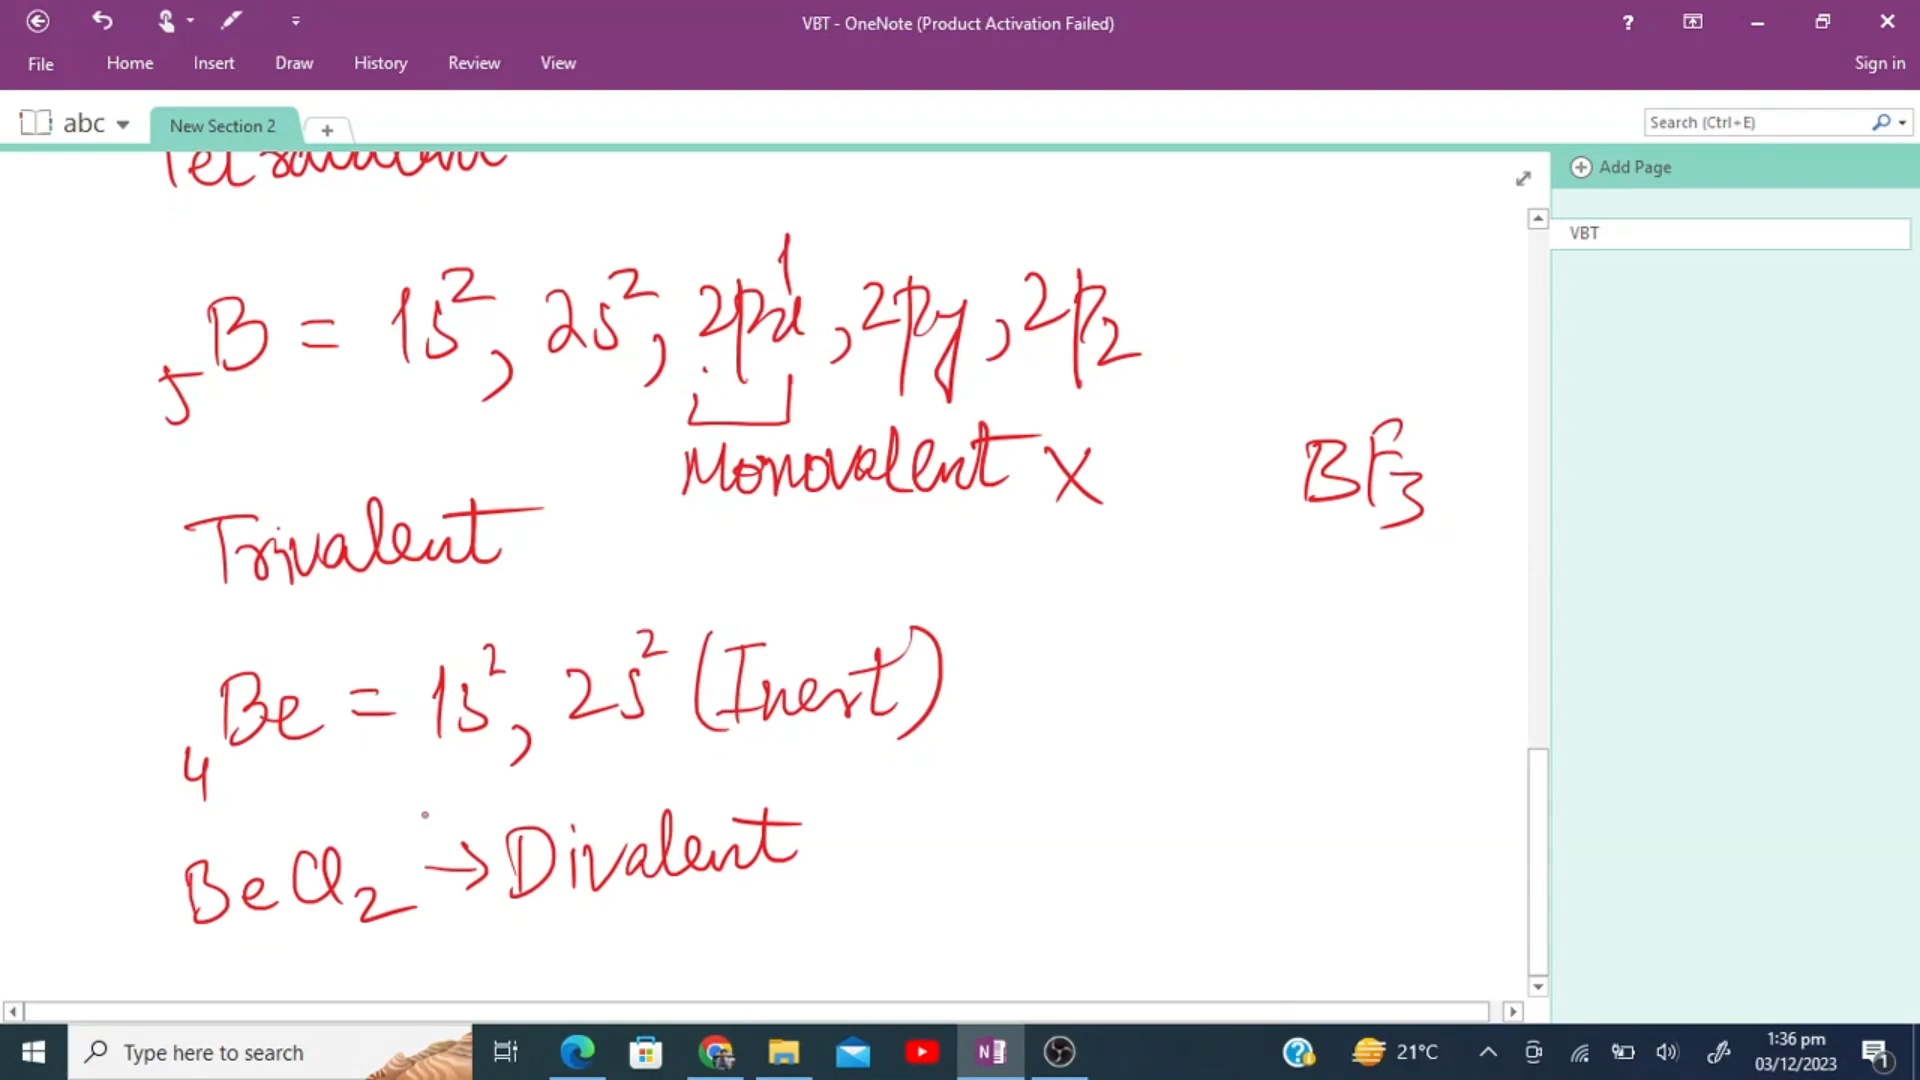 VBT - OneNote (Product Activation Failed)
?
File Home Insert Draw History Review View Sign in
abc New Section 2 + Search (Ctrl+E)
Add Page
VBT
Tetravalent
₅B = 1s², 2s², 2px¹, 2py, 2pz
Monovalent X
BF₃
Trivalent
₄Be = 1s², 2s² (Inert)
BeCl₂ → Divalent
Type here to search
N
21°C
1:36 pm
03/12/2023
1